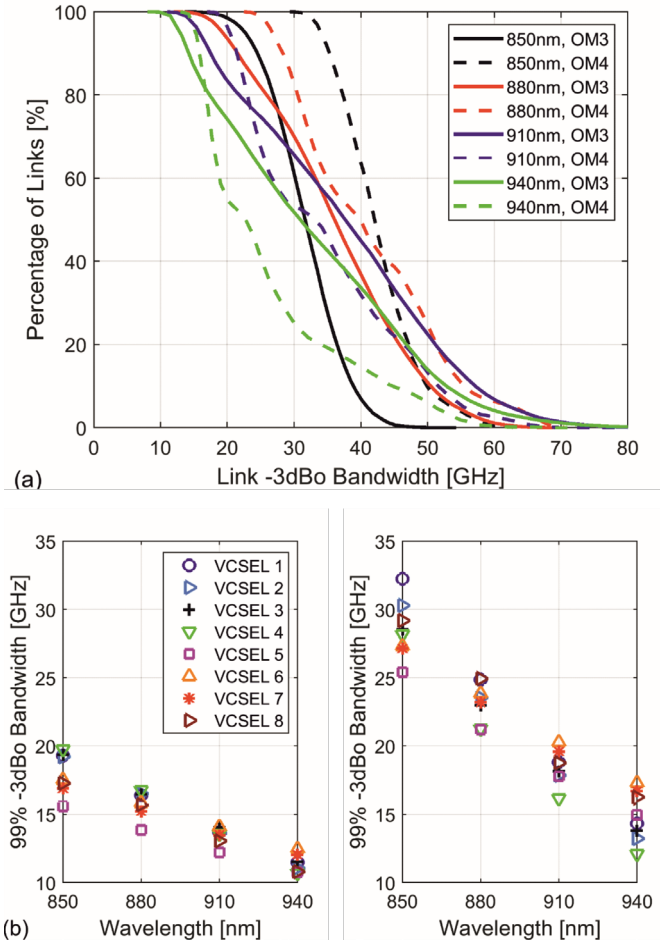 100
80
60
40
20
0
Percentage of Links [%]
850nm, OM3
850nm, OM4
880nm, OM3
880nm, OM4
910nm, OM3
910nm, OM4
940nm, OM3
940nm, OM4
0 10 20 30 40 50 60 70 80
Link -3dBo Bandwidth [GHz]
(a)
35
30
25
20
15
10
99% -3dBo Bandwidth [GHz]
VCSEL 1
VCSEL 2
VCSEL 3
VCSEL 4
VCSEL 5
VCSEL 6
VCSEL 7
VCSEL 8
850 880 910 940
Wavelength [nm]
(b)
35
30
25
20
15
10
99% -3dBo Bandwidth [GHz]
850 880 910 940
Wavelength [nm]